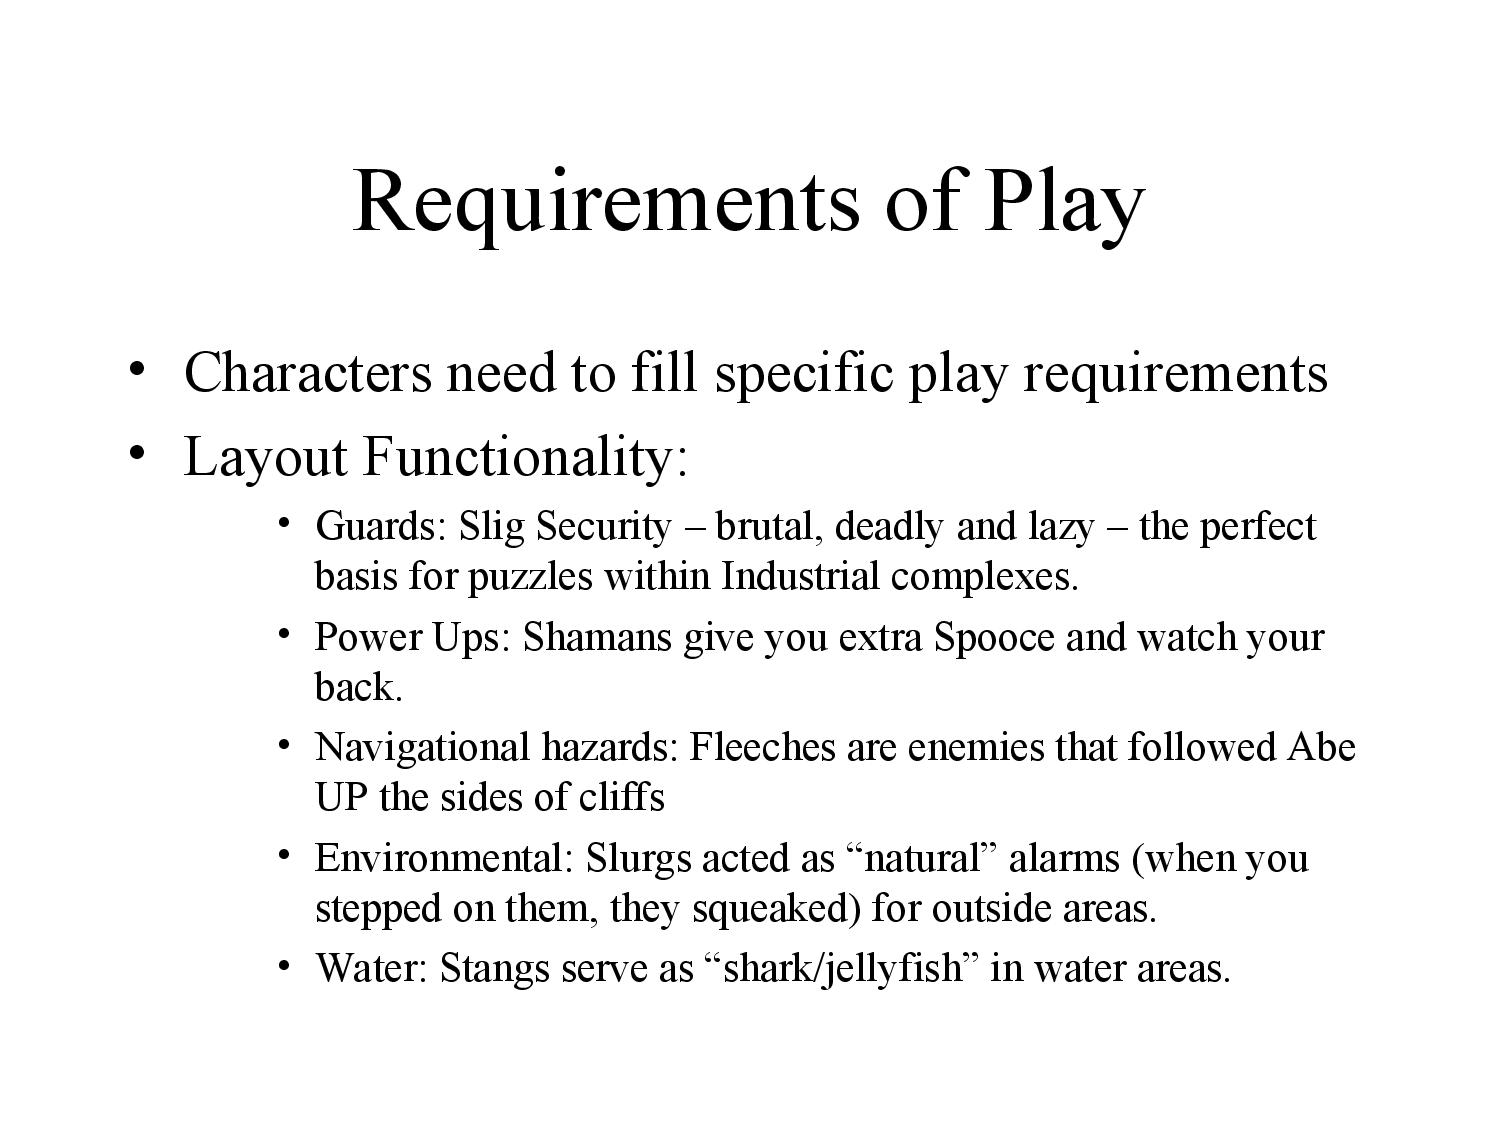 Requirements of Play
• Characters need to fill specific play requirements
• Layout Functionality:
• Guards: Slig Security – brutal, deadly and lazy – the perfect
basis for puzzles within Industrial complexes.
• Power Ups: Shamans give you extra Spooce and watch your
back.
• Navigational hazards: Fleeches are enemies that followed Abe
UP the sides of cliffs
• Environmental: Slurgs acted as “natural” alarms (when you
stepped on them, they squeaked) for outside areas.
• Water: Stangs serve as “shark/jellyfish” in water areas.